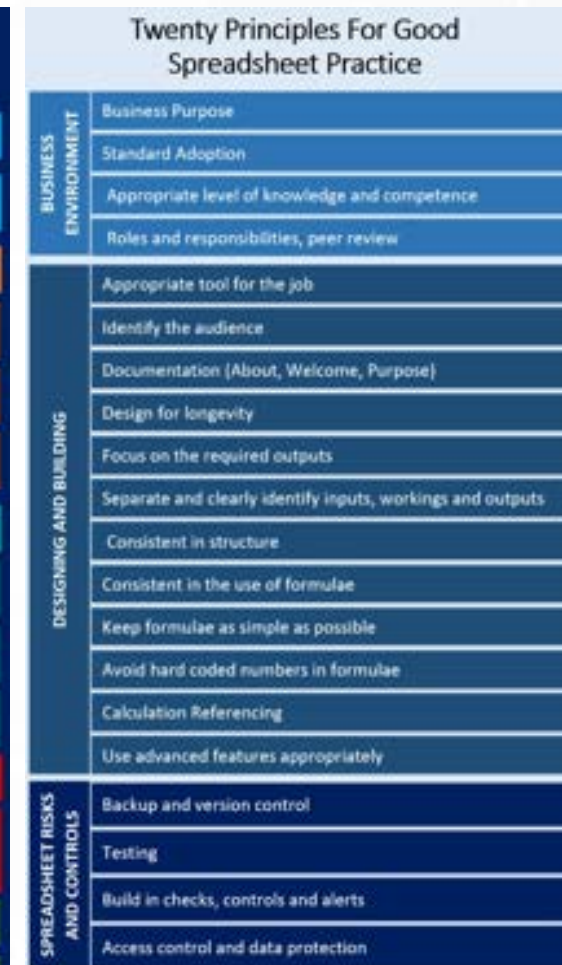 Twenty Principles For Good
Spreadsheet Practice
BUSINESS
ENVIRONMENT
Business Purpose
Standard Adoption
Appropriate level of knowledge and competence
Roles and responsibilities, peer review
DESIGNING AND BUILDING
Appropriate tool for the job
Identify the audience
Documentation (About, Welcome, Purpose)
Design for longevity
Focus on the required outputs
Separate and clearly identify inputs, workings and outputs
Consistent in structure
Consistent in the use of formulae
Keep formulae as simple as possible
Avoid hard coded numbers in formulae
Calculation Referencing
Use advanced features appropriately
SPREADSHEET RISKS
AND CONTROLS
Backup and version control
Testing
Build in checks, controls and alerts
Access control and data protection